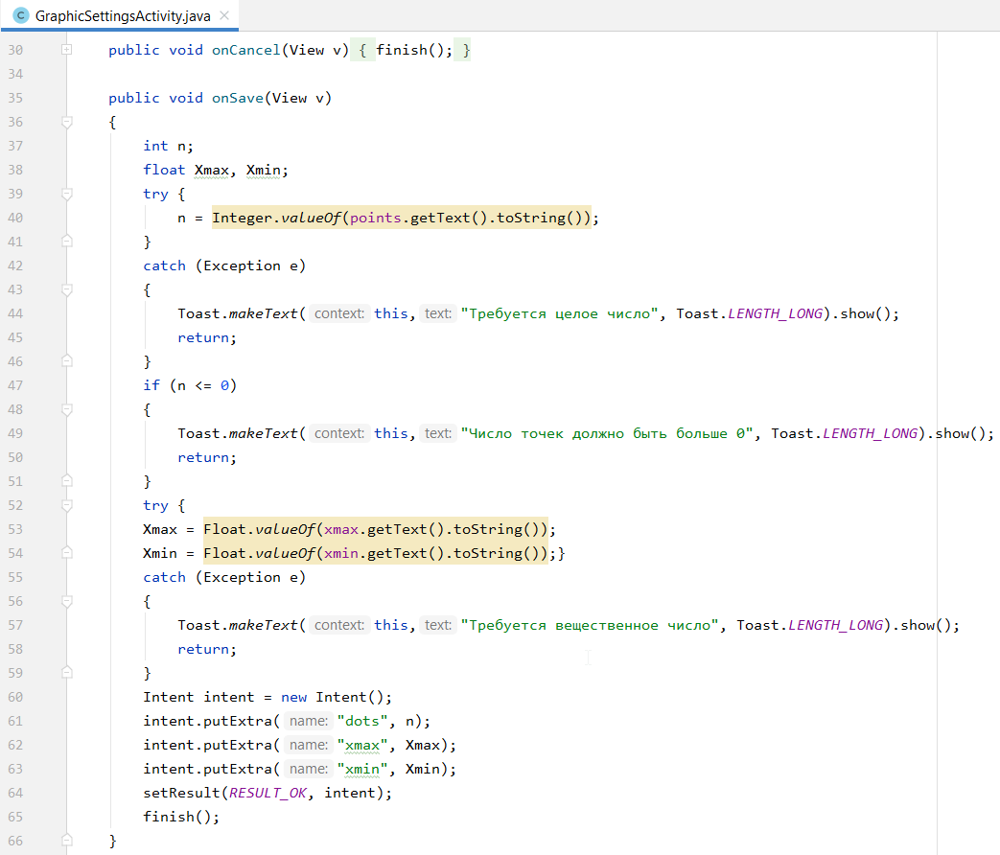 GraphicSettingsActivity.java
30 public void onCancel(View v) { finish(); }
34
35 public void onSave(View v)
36 {
37 int n;
38 float Xmax, Xmin;
39 try {
40 n = Integer.valueOf(points.getText().toString());
41 }
42 catch (Exception e)
43 {
44 Toast.makeText( context: this, text: "Требуется целое число", Toast.LENGTH_LONG).show();
45 return;
46 }
47 if (n <= 0)
48 {
49 Toast.makeText( context: this, text: "Число точек должно быть больше 0", Toast.LENGTH_LONG).show();
50 return;
51 }
52 try {
53 Xmax = Float.valueOf(xmax.getText().toString());
54 Xmin = Float.valueOf(xmin.getText().toString());}
55 catch (Exception e)
56 {
57 Toast.makeText( context: this, text: "Требуется вещественное число", Toast.LENGTH_LONG).show();
58 return;
59 }
60 Intent intent = new Intent();
61 intent.putExtra( name: "dots", n);
62 intent.putExtra( name: "xmax", Xmax);
63 intent.putExtra( name: "xmin", Xmin);
64 setResult(RESULT_OK, intent);
65 finish();
66 }